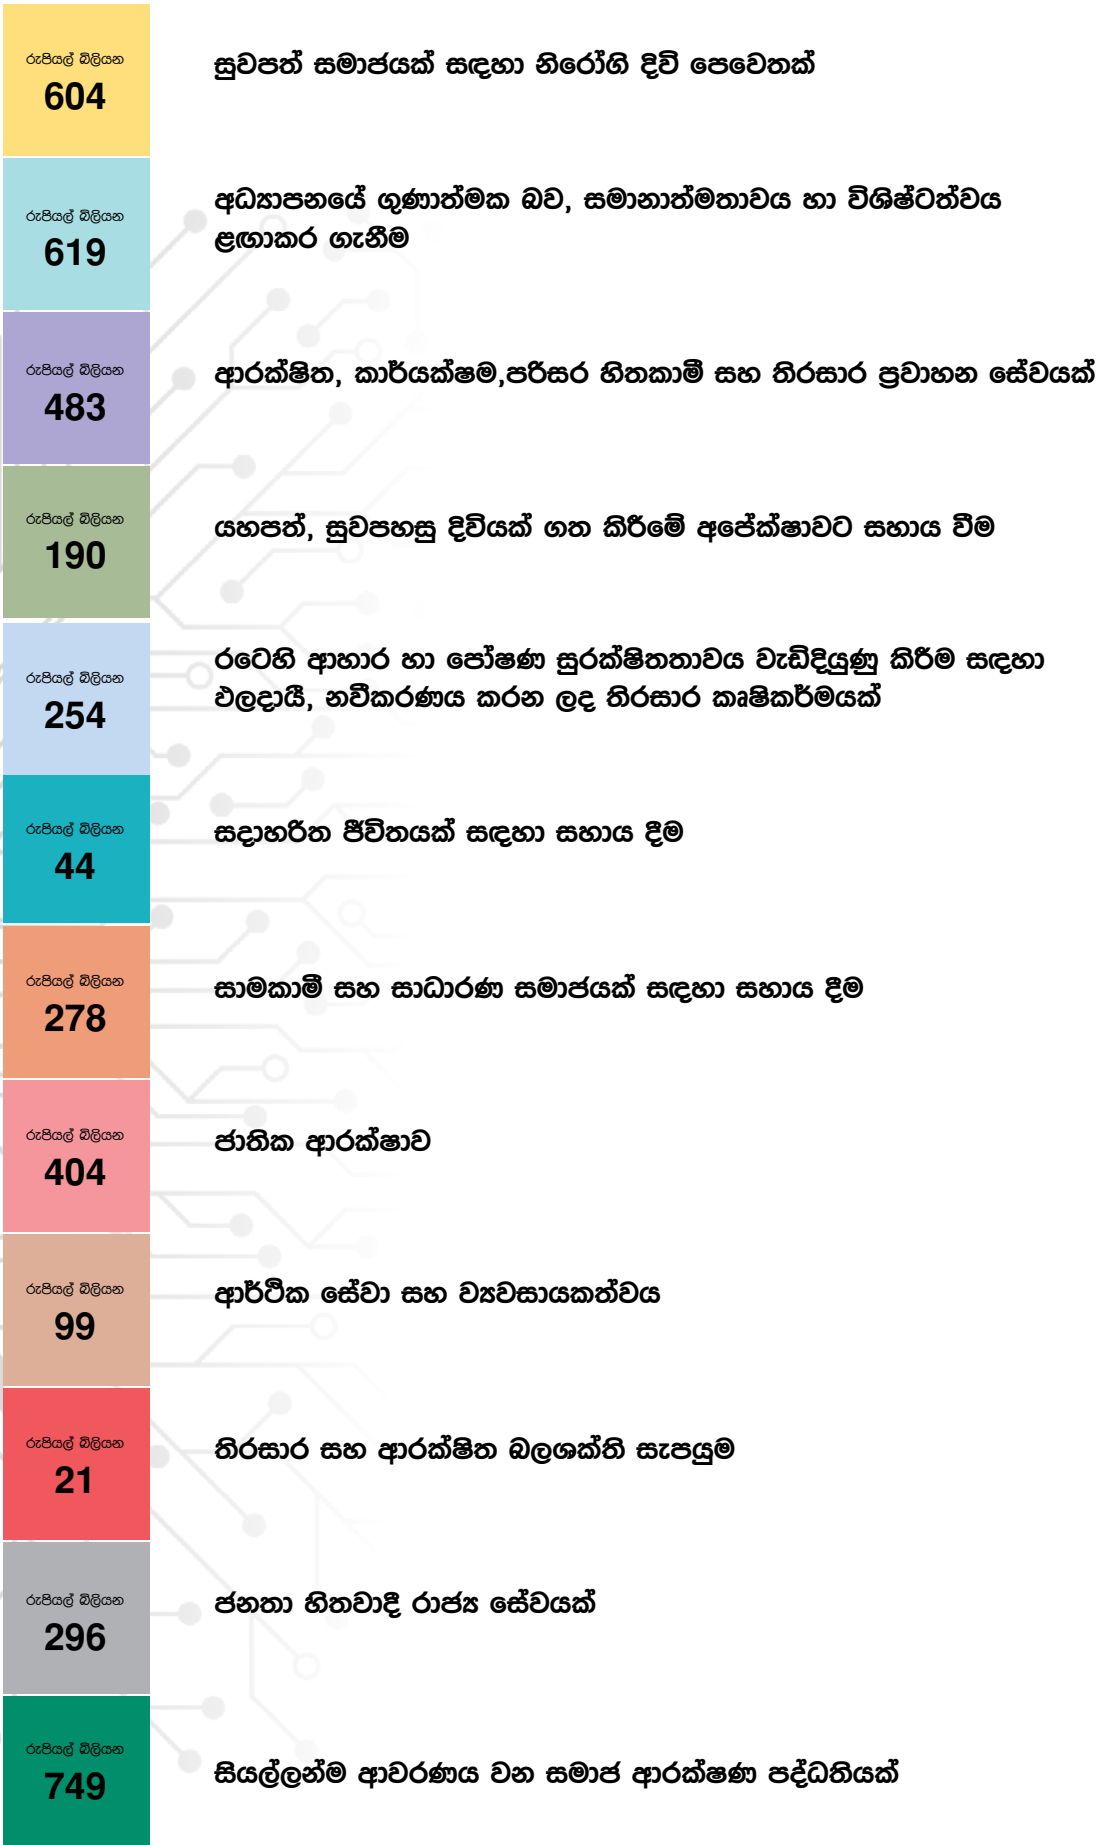 රුපියල් බිලියන
604
සුවපත් සමාජයක් සඳහා නිරෝගි දිවි පෙවෙතක්
රුපියල් බිලියන
619
අධ්‍යාපනයේ ගුණාත්මක බව, සමානාත්මතාවය හා විශිෂ්ටත්වය
ළඟාකර ගැනීම
රුපියල් බිලියන
483
ආරක්ෂිත, කාර්යක්ෂම,පරිසර හිතකාමී සහ තිරසාර ප්‍රවාහන සේවයක්
රුපියල් බිලියන
190
යහපත්, සුවපහසු දිවියක් ගත කිරීමේ අපේක්ෂාවට සහාය වීම
රුපියල් බිලියන
254
රටෙහි ආහාර හා පෝෂණ සුරක්ෂිතතාවය වැඩිදියුණු කිරීම සඳහා
ඵලදායී, නවීකරණය කරන ලද තිරසාර කෘෂිකර්මයක්
රුපියල් බිලියන
44
සදාහරිත ජීවිතයක් සඳහා සහාය දීම
රුපියල් බිලියන
278
සාමකාමී සහ සාධාරණ සමාජයක් සඳහා සහාය දීම
රුපියල් බිලියන
404
ජාතික ආරක්ෂාව
රුපියල් බිලියන
99
ආර්ථික සේවා සහ ව්‍යවසායකත්වය
රුපියල් බිලියන
21
තිරසාර සහ ආරක්ෂිත බලශක්ති සැපයුම
රුපියල් බිලියන
296
ජනතා හිතවාදී රාජ්‍ය සේවයක්
රුපියල් බිලියන
749
සියල්ලන්ම ආවරණය වන සමාජ ආරක්ෂණ පද්ධතියක්